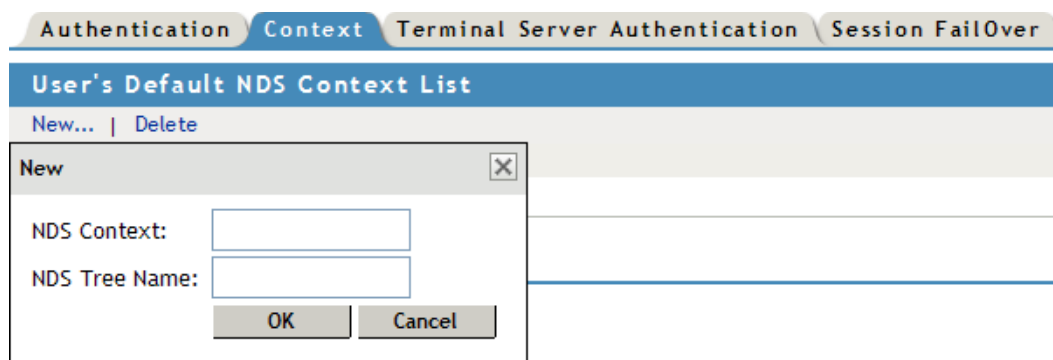 Authentication Context Terminal Server Authentication Session FailOver
User's Default NDS Context List
New... | Delete
New
NDS Context:
NDS Tree Name:
OK Cancel